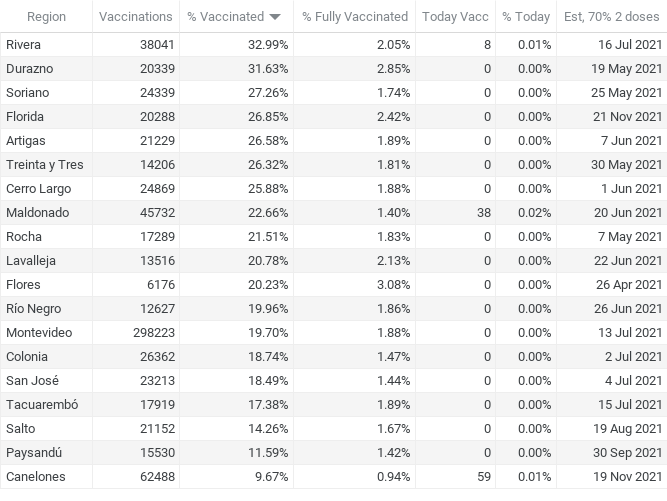 Region Vaccinations % Vaccinated % Fully Vaccinated Today Vacc % Today Est, 70% 2 doses
Rivera 38041 32.99% 2.05% 8 0.01% 16 Jul 2021
Durazno 20339 31.63% 2.85% 0 0.00% 19 May 2021
Soriano 24339 27.26% 1.74% 0 0.00% 25 May 2021
Florida 20288 26.85% 2.42% 0 0.00% 21 Nov 2021
Artigas 21229 26.58% 1.89% 0 0.00% 7 Jun 2021
Treinta y Tres 14206 26.32% 1.81% 0 0.00% 30 May 2021
Cerro Largo 24869 25.88% 1.88% 0 0.00% 1 Jun 2021
Maldonado 45732 22.66% 1.40% 38 0.02% 20 Jun 2021
Rocha 17289 21.51% 1.83% 0 0.00% 7 May 2021
Lavalleja 13516 20.78% 2.13% 0 0.00% 22 Jun 2021
Flores 6176 20.23% 3.08% 0 0.00% 26 Apr 2021
Río Negro 12627 19.96% 1.86% 0 0.00% 26 Jun 2021
Montevideo 298223 19.70% 1.88% 0 0.00% 13 Jul 2021
Colonia 26362 18.74% 1.47% 0 0.00% 2 Jul 2021
San José 23213 18.49% 1.44% 0 0.00% 4 Jul 2021
Tacuarembó 17919 17.38% 1.89% 0 0.00% 15 Jul 2021
Salto 21152 14.26% 1.67% 0 0.00% 19 Aug 2021
Paysandú 15530 11.59% 1.42% 0 0.00% 30 Sep 2021
Canelones 62488 9.67% 0.94% 59 0.01% 19 Nov 2021